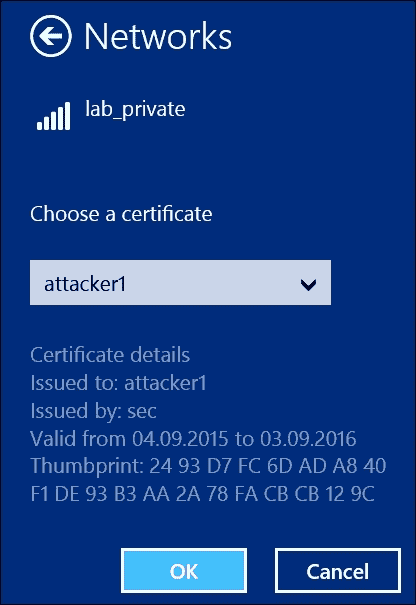 Networks
lab_private
Choose a certificate
attacker1
Certificate details
Issued to: attacker1
Issued by: sec
Valid from 04.09.2015 to 03.09.2016
Thumbprint: 24 93 D7 FC 6D AD A8 40
F1 DE 93 B3 AA 2A 78 FA CB CB 12 9C
OK
Cancel